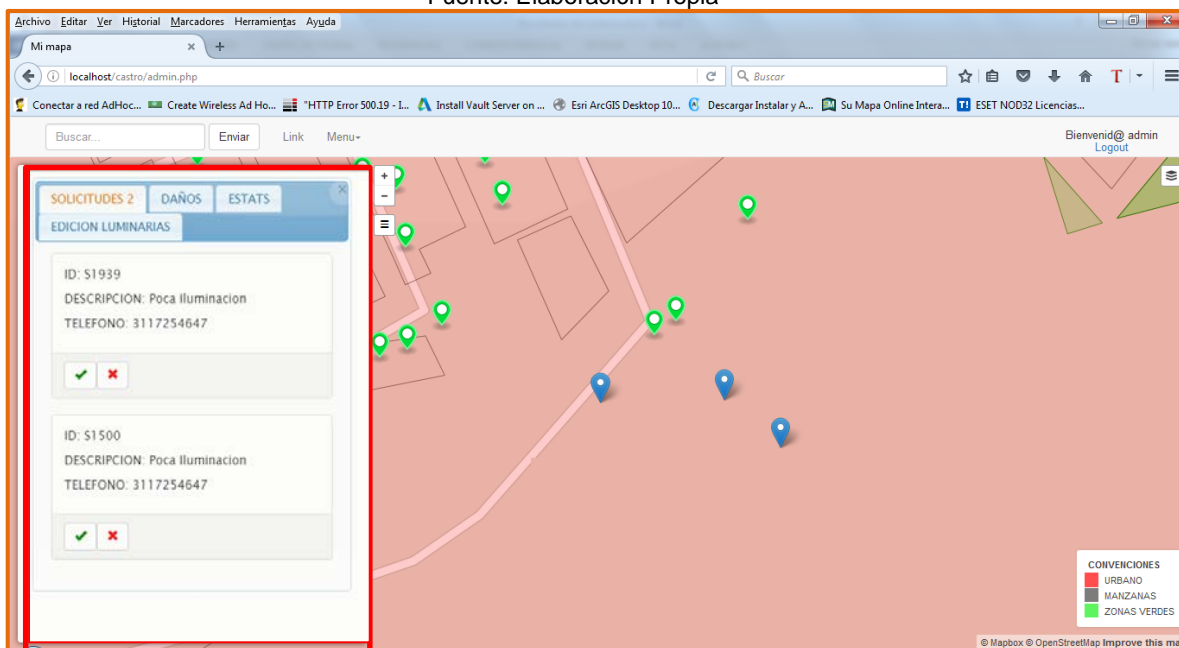 Fuente: Elaboración Propia
Archivo Editar Ver Historial Marcadores Herramientas Ayuda
Mi mapa
localhost/castro/admin.php
Buscar
Conectar a red AdHoc... Create Wireless Ad Ho... "HTTP Error 500.19 - I... Install Vault Server on ... Esri ArcGIS Desktop 10... Descargar Instalar y A... Su Mapa Online Intera... ESET NOD32 Licencias...
Buscar... Enviar Link Menu
Bienvenid@ admin
Logout
SOLICITUDES 2 DAÑOS ESTATS
EDICION LUMINARIAS
ID: S1939
DESCRIPCION: Poca Iluminacion
TELEFONO: 3117254647
ID: S1500
DESCRIPCION: Poca Iluminacion
TELEFONO: 3117254647
CONVENCIONES
URBANO
MANZANAS
ZONAS VERDES
© Mapbox © OpenStreetMap Improve this ma